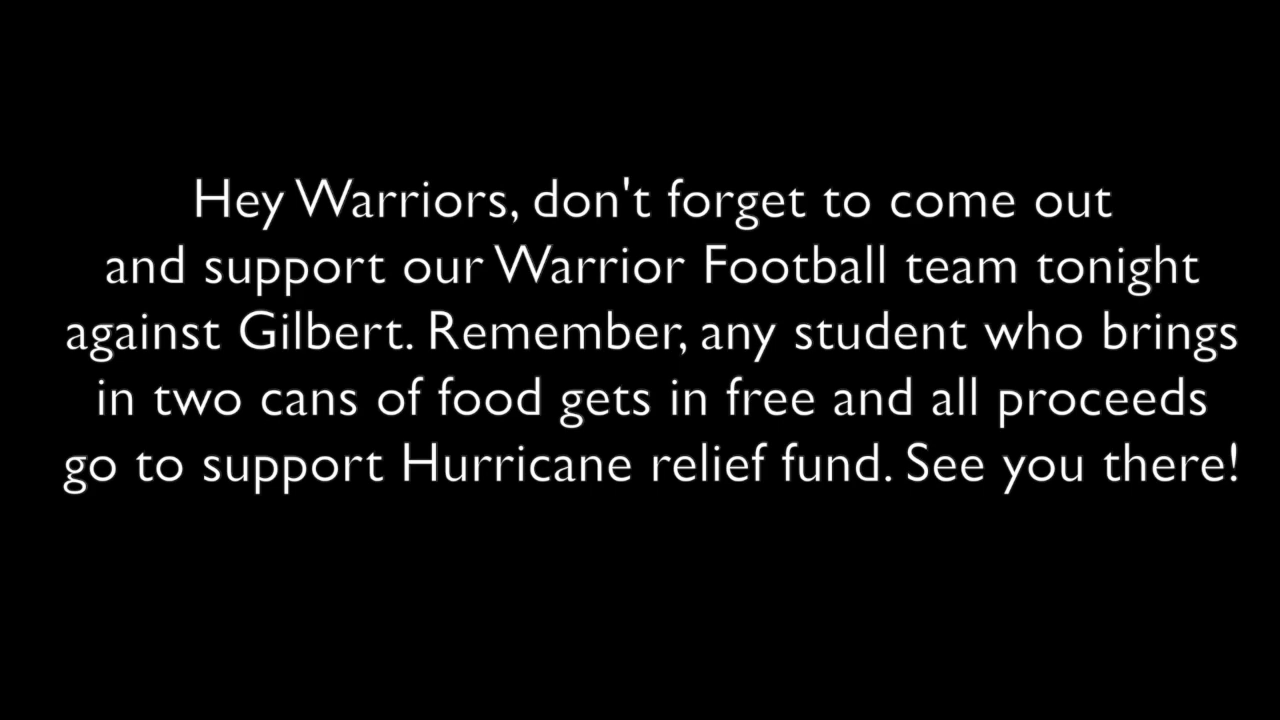 Hey Warriors, don't forget to come out
and support our Warrior Football team tonight
against Gilbert. Remember, any student who brings
in two cans of food gets in free and all proceeds
go to support Hurricane relief fund. See you there!